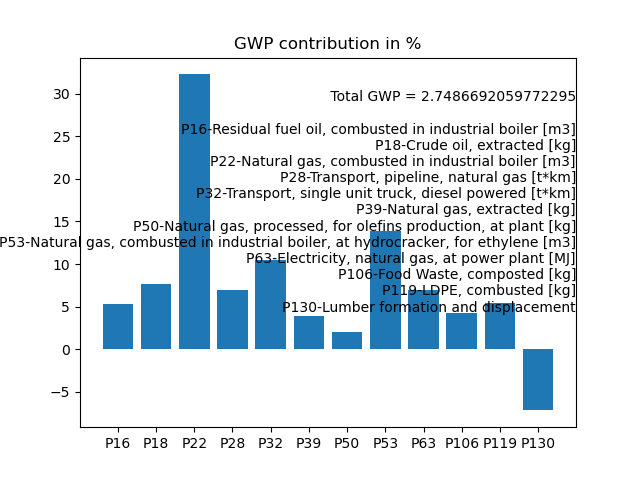 GWP contribution in %
Total GWP = 2.7486692059772295
P16-Residual fuel oil, combusted in industrial boiler [m3]
P18-Crude oil, extracted [kg]
P22-Natural gas, combusted in industrial boiler [m3]
P28-Transport, pipeline, natural gas [t*km]
P32-Transport, single unit truck, diesel powered [t*km]
P39-Natural gas, extracted [kg]
P50-Natural gas, processed, for olefins production, at plant [kg]
P53-Natural gas, combusted in industrial boiler, at hydrocracker, for ethylene [m3]
P63-Electricity, natural gas, at power plant [MJ]
P106-Food Waste, composted [kg]
P119-LDPE, combusted [kg]
P130-Lumber formation and displacement
30
25
20
15
10
5
0
−5
P16 P18 P22 P28 P32 P39 P50 P53 P63 P106 P119 P130